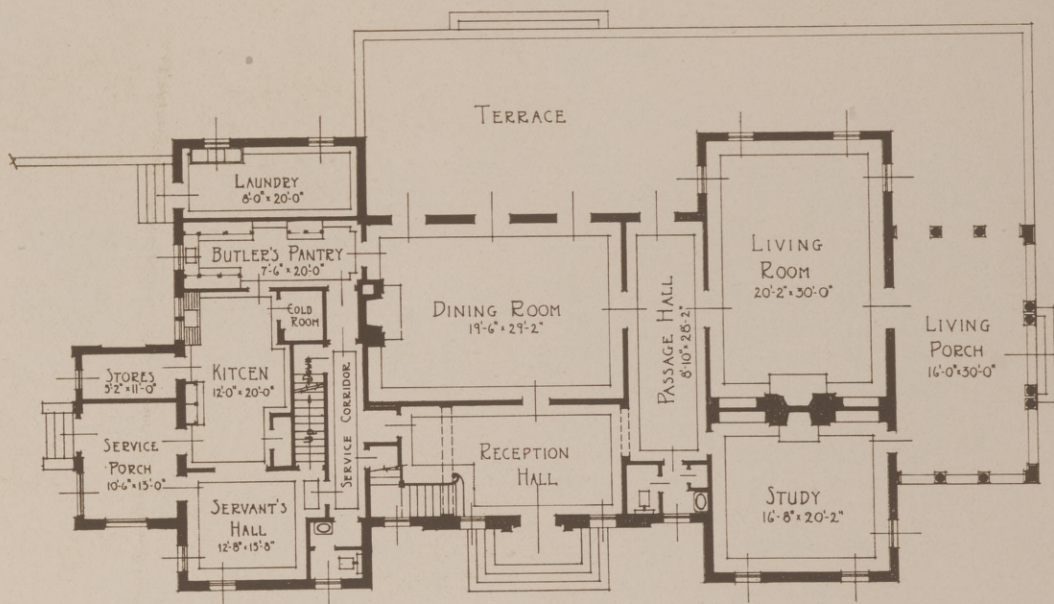 TERRACE
LAUNDRY
8'-0" × 20'-0"
BUTLER'S PANTRY
7'-6" × 20'-0"
COLD
ROOM
DINING ROOM
19'-6" × 29'-2"
PASSAGE HALL
8'-10" × 28'-2"
LIVING
ROOM
20'-2" × 30'-0"
LIVING
PORCH
16'-0" × 30'-0"
STORES
5'-2" × 11'-0"
KITCEN
12'-0" × 20'-0"
Down
Up
SERVICE CORRIDOR
SERVICE
PORCH
10'-6" × 13'-0"
RECEPTION
HALL
SERVANT'S
HALL
12'-8" × 15'-8"
STUDY
16'-8" × 20'-2"